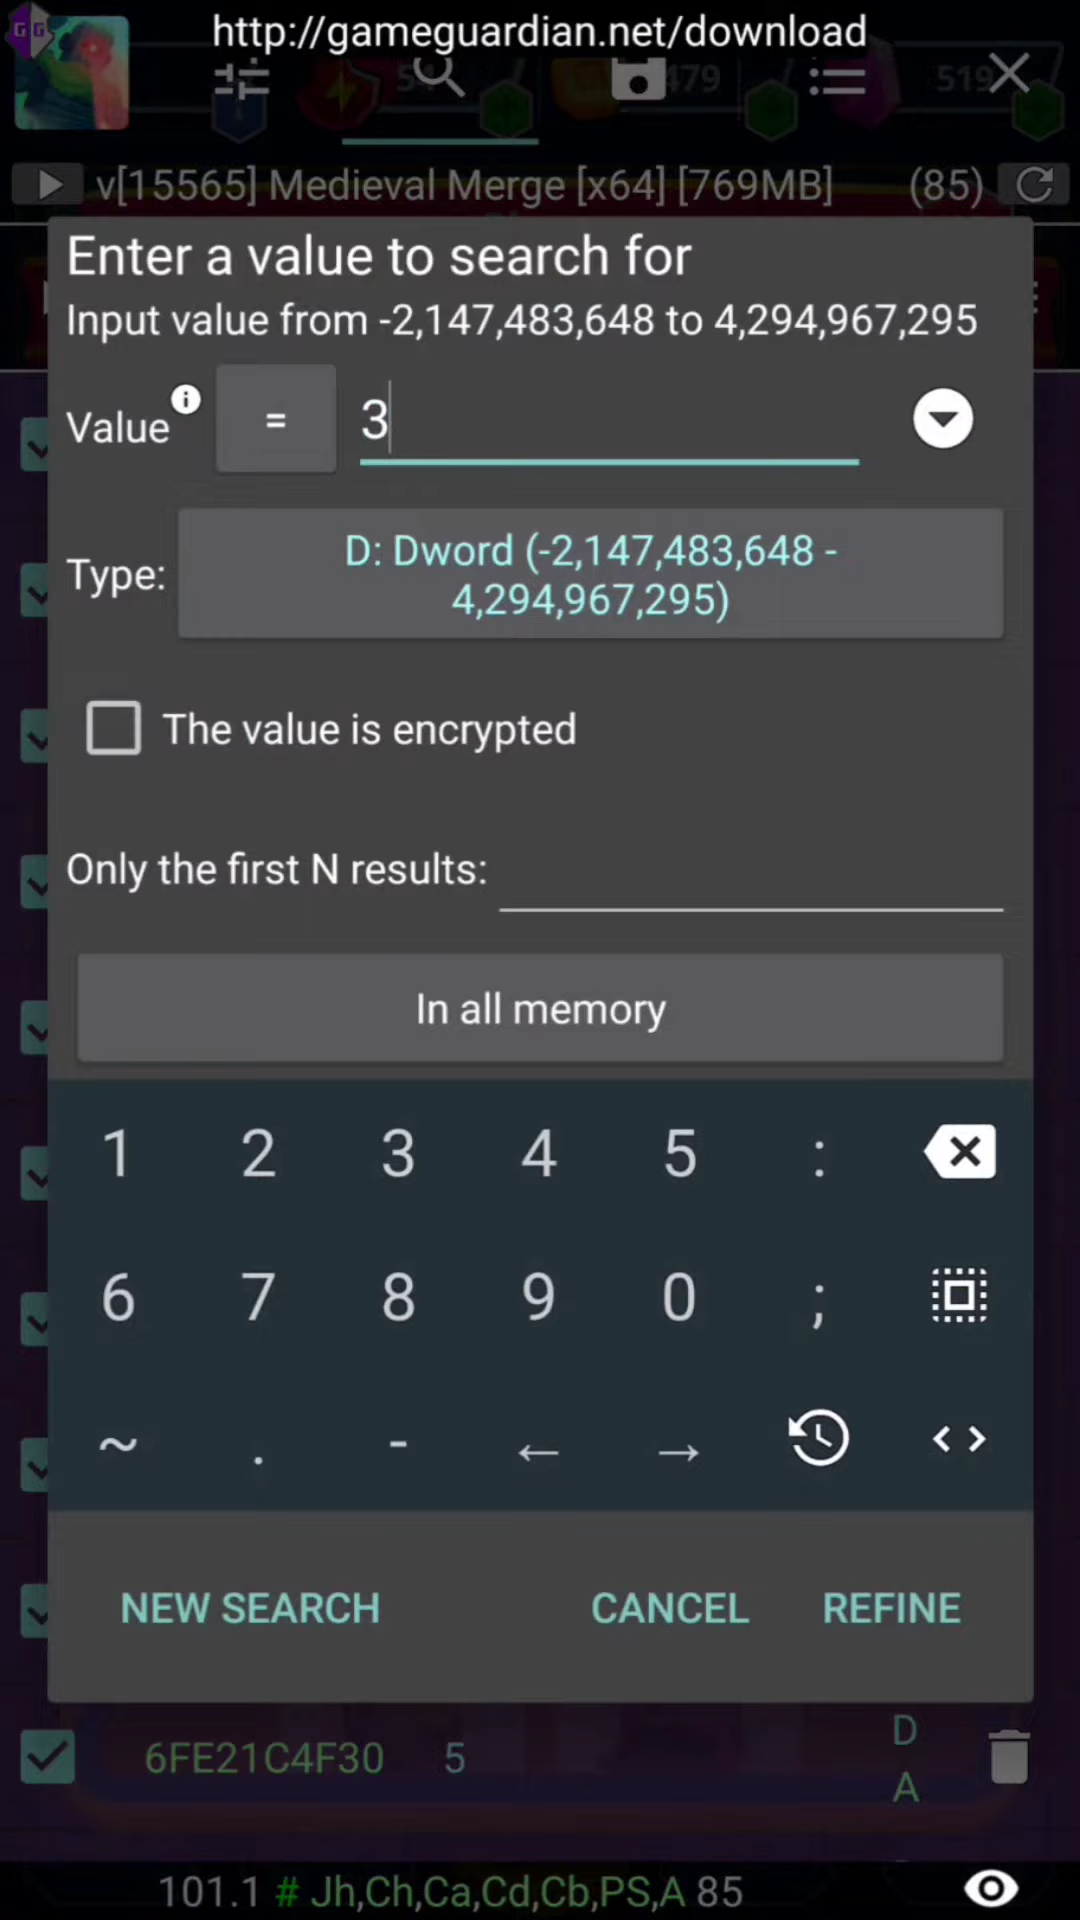 http://gameguardian.net/download
479
519
v[15565] Medieval Merge [x64] [769MB] (85)
Enter a value to search for
Input value from -2,147,483,648 to 4,294,967,295
Value i = 3
D: Dword (-2,147,483,648 -
Type:
4,294,967,295)
The value is encrypted
Only the first N results:
In all memory
1 2 3 4 5 :
6 7 8 9 0 ;
~ . - ← →
NEW SEARCH CANCEL REFINE
6FE21C4F30 5 D
A
101.1 # Jh,Ch,Ca,Cd,Cb,PS,A 85